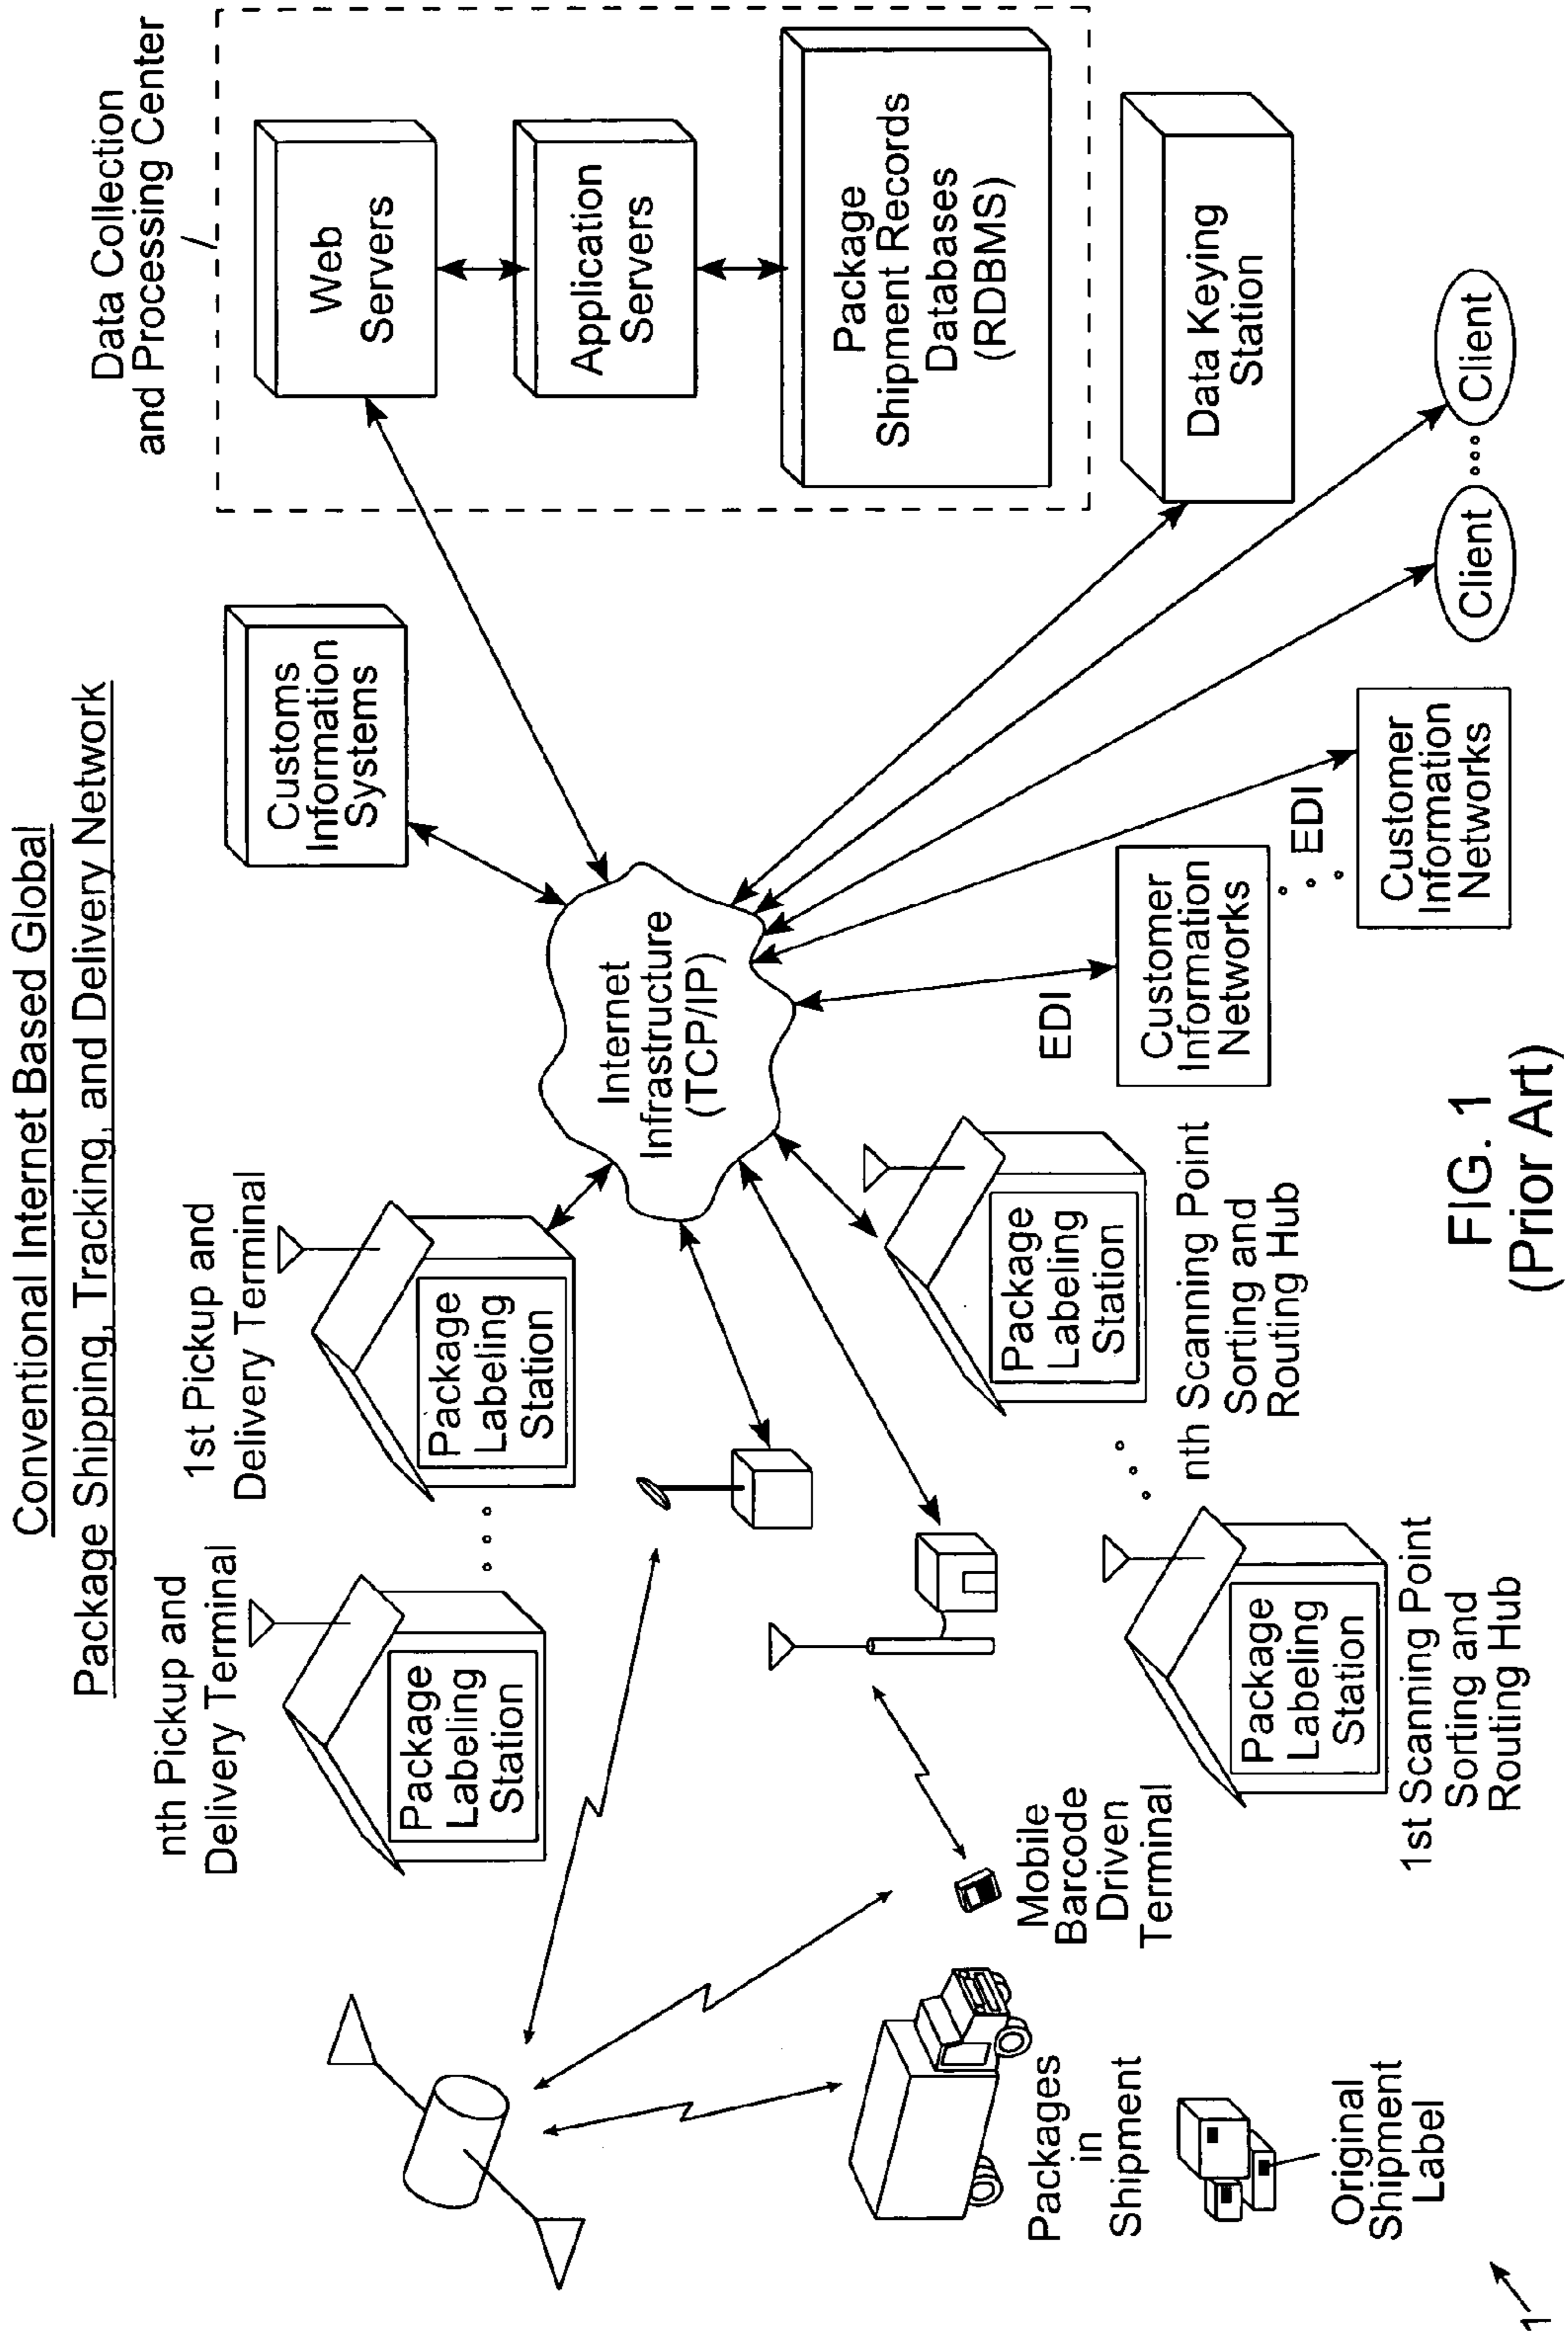 Conventional Internet Based Global
Package Shipping, Tracking, and Delivery Network
nth Pickup and
Delivery Terminal
Package
Labeling
Station
1st Pickup and
Delivery Terminal
Package
Labeling
Station
Customs
Information
Systems
Data Collection
and Processing Center
Web
Servers
Application
Servers
Package
Shipment Records
Databases
(RDBMS)
Data Keying
Station
Internet
Infrastructure
(TCP/IP)
Mobile
Barcode
Driven
Terminal
Packages
in
Shipment
Original
Shipment
Label
Package
Labeling
Station
1st Scanning Point
Sorting and
Routing Hub
Package
Labeling
Station
nth Scanning Point
Sorting and
Routing Hub
EDI
Customer
Information
Networks
EDI
Customer
Information
Networks
Client
Client
1
FIG. 1
(Prior Art)